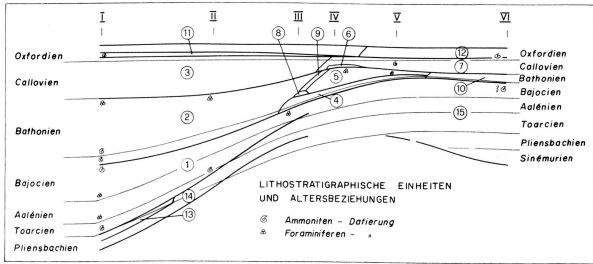 I II III IV V VI
11 8 9 6
Oxfordien 12 Oxfordien
3 5 7 Callovien
Callovien 4 10 Bathonien
2 Bajocien
Bathonien 15 Aalénien
1 Toarcien
Bajocien Pliensbachien
Sinémurien
LITHOSTRATIGRAPHISCHE EINHEITEN
UND ALTERSBEZIEHUNGEN
Aalénien 14
Ammoniten - Datierung
Toarcien 13
Foraminiferen - "
Pliensbachien